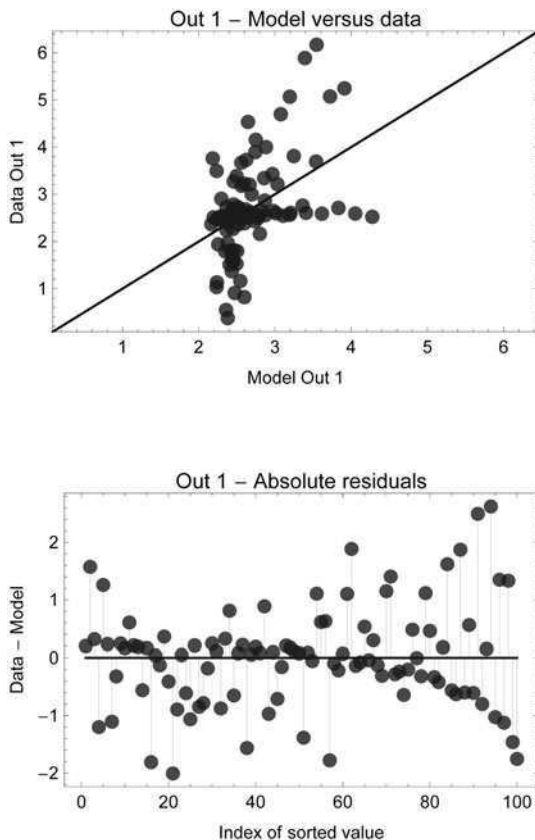 Out 1 – Model versus data
6
5
4
3
2
1
Data Out 1
1 2 3 4 5 6
Model Out 1
Out 1 – Absolute residuals
2
1
0
−1
−2
Data – Model
0 20 40 60 80 100
Index of sorted value